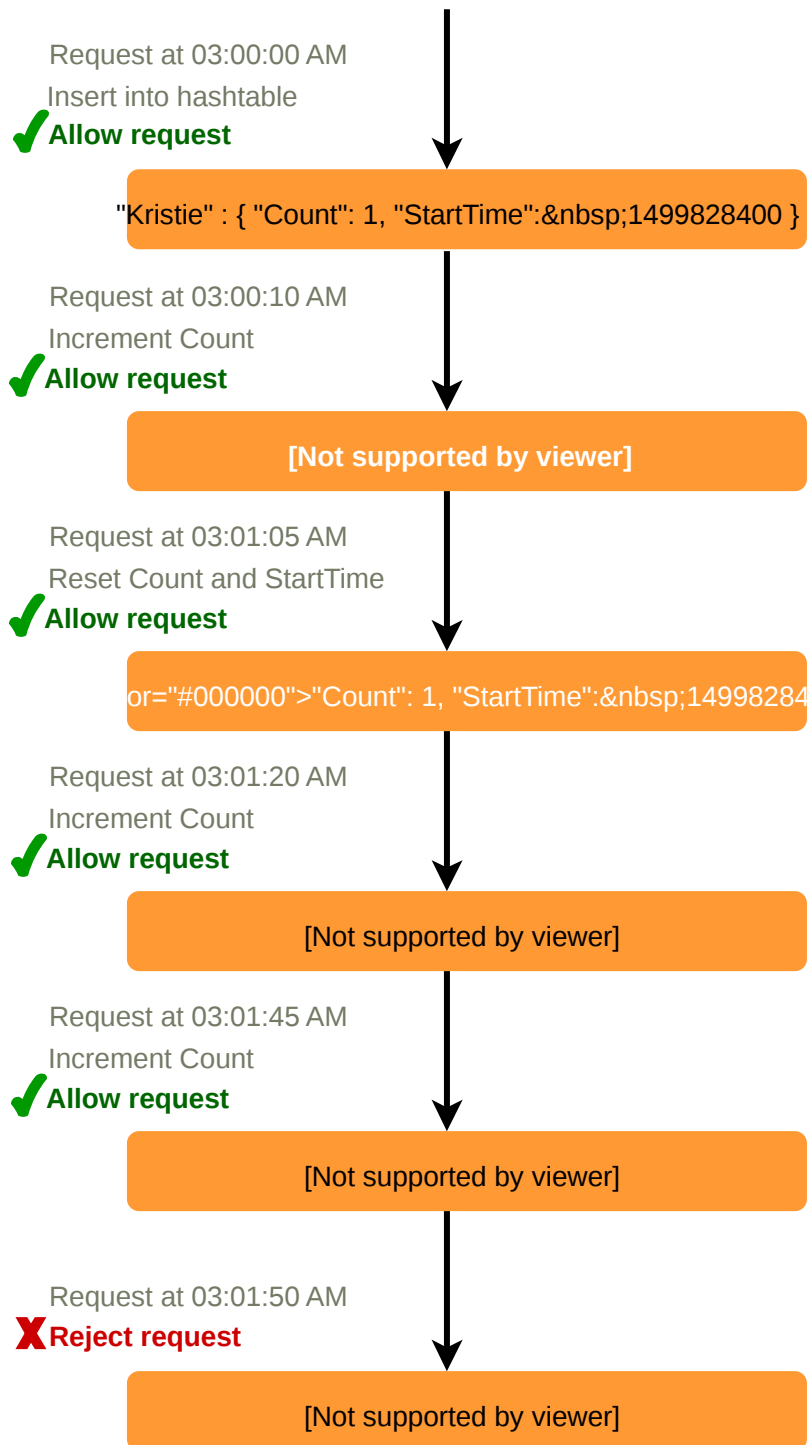 Request at 03:00:00 AM
Insert into hashtable
Allow request
"Kristie" : { "Count": 1, "StartTime":&nbsp;1499828400 }
Request at 03:00:10 AM
Increment Count
Allow request
[Not supported by viewer]
Request at 03:01:05 AM
Reset Count and StartTime
Allow request
or="#000000">"Count": 1, "StartTime":&nbsp;14998284
Request at 03:01:20 AM
Increment Count
Allow request
[Not supported by viewer]
Request at 03:01:45 AM
Increment Count
Allow request
[Not supported by viewer]
Request at 03:01:50 AM
Reject request
[Not supported by viewer]